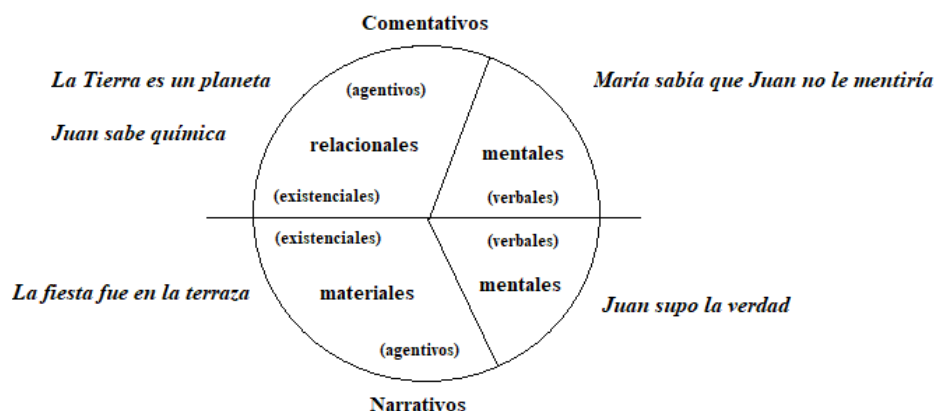 Comentativos
La Tierra es un planeta
María sabía que Juan no le mentiría
(agentivos)
Juan sabe química
relacionales
mentales
(existenciales)
(verbales)
(existenciales)
(verbales)
La fiesta fue en la terraza
materiales
mentales
Juan supo la verdad
(agentivos)
Narrativos